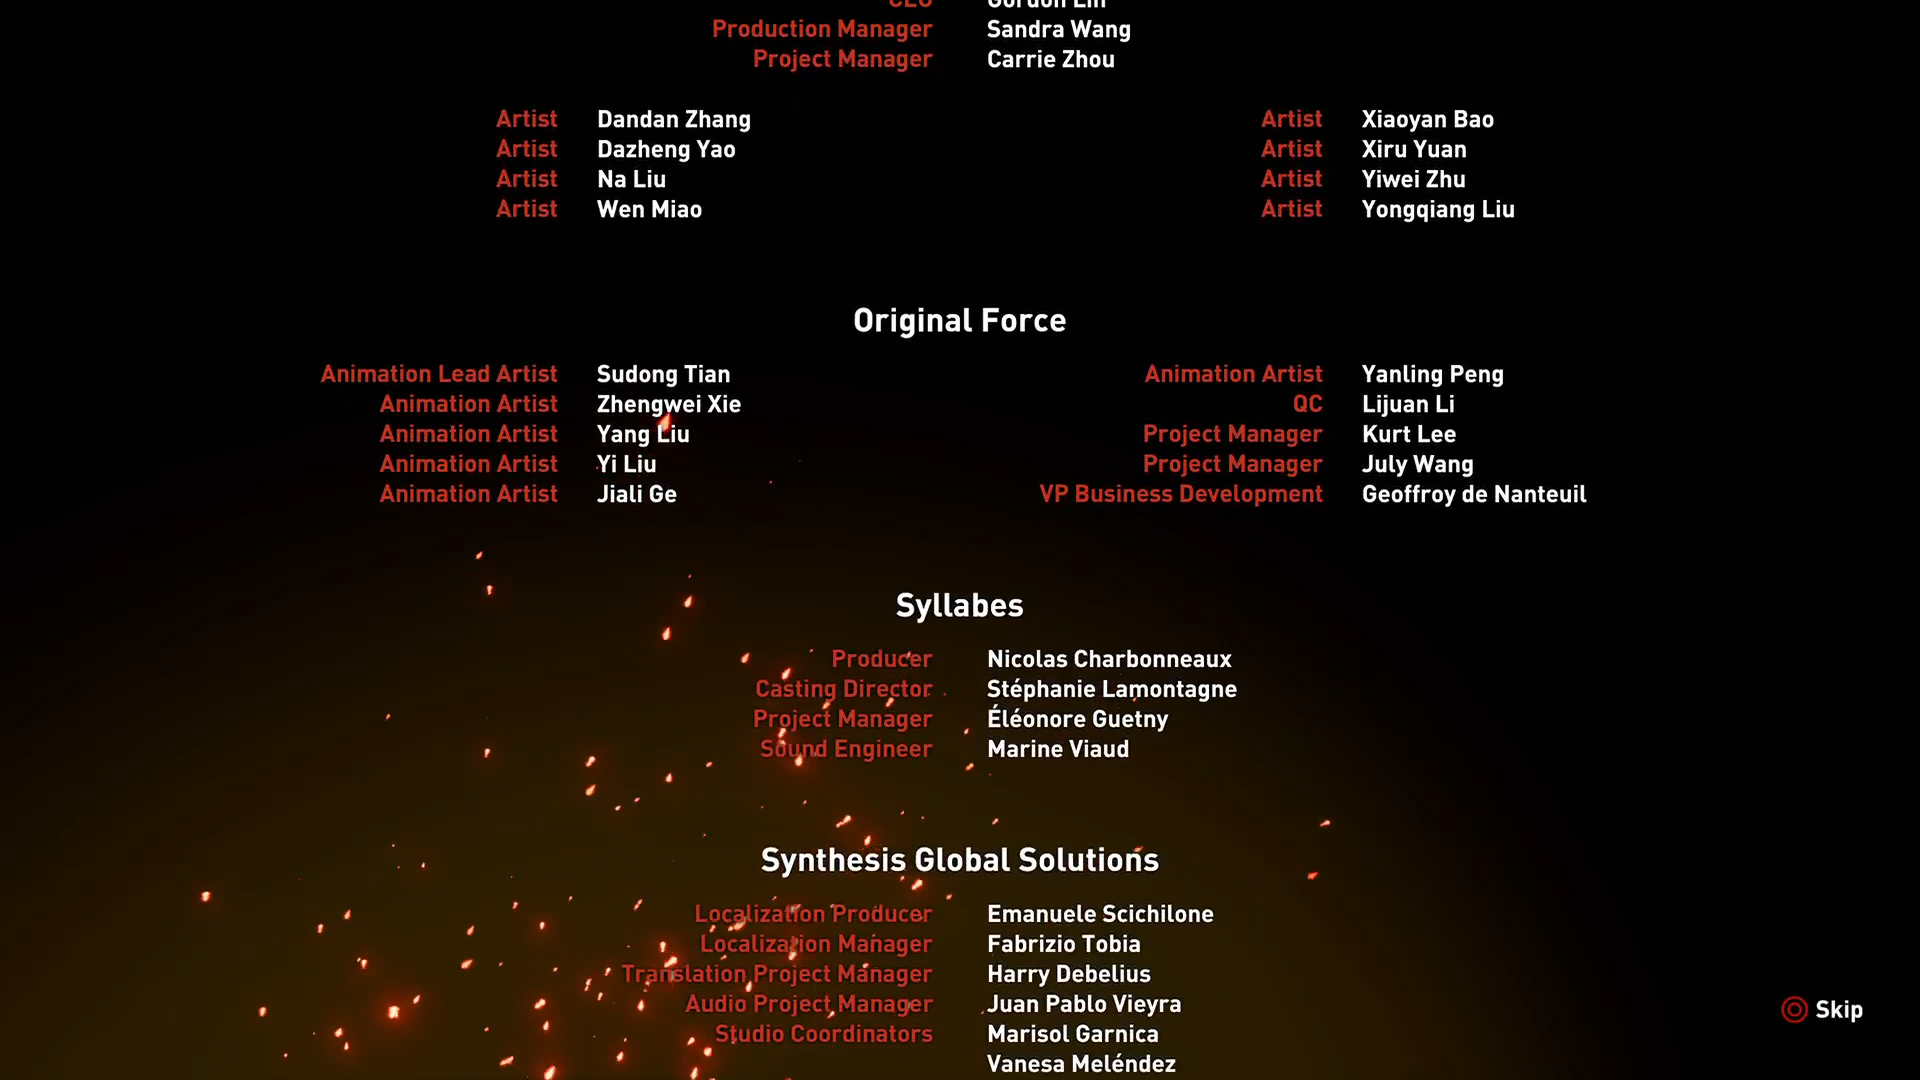 CEO Gordon Lin
Production Manager Sandra Wang
Project Manager Carrie Zhou
Artist Dandan Zhang
Artist Dazheng Yao
Artist Na Liu
Artist Wen Miao
Artist Xiaoyan Bao
Artist Xiru Yuan
Artist Yiwei Zhu
Artist Yongqiang Liu
Original Force
Animation Lead Artist Sudong Tian
Animation Artist Zhengwei Xie
Animation Artist Yang Liu
Animation Artist Yi Liu
Animation Artist Jiali Ge
Animation Artist Yanling Peng
QC Lijuan Li
Project Manager Kurt Lee
Project Manager July Wang
VP Business Development Geoffroy de Nanteuil
Syllabes
Producer Nicolas Charbonneaux
Casting Director Stéphanie Lamontagne
Project Manager Éléonore Guetny
Sound Engineer Marine Viaud
Synthesis Global Solutions
Localization Producer Emanuele Scichilone
Localization Manager Fabrizio Tobia
Translation Project Manager Harry Debelius
Audio Project Manager Juan Pablo Vieyra
Studio Coordinators Marisol Garnica
Vanesa Meléndez
Skip